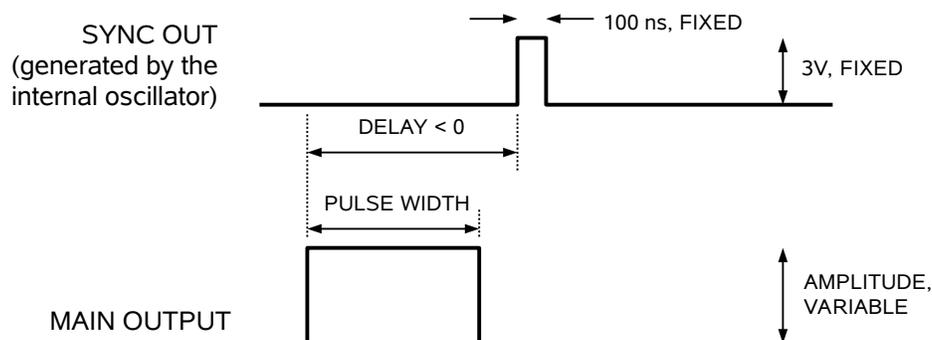 100 ns, FIXED
SYNC OUT
(generated by the
internal oscillator)
3V, FIXED
DELAY < 0
PULSE WIDTH
AMPLITUDE,
VARIABLE
MAIN OUTPUT